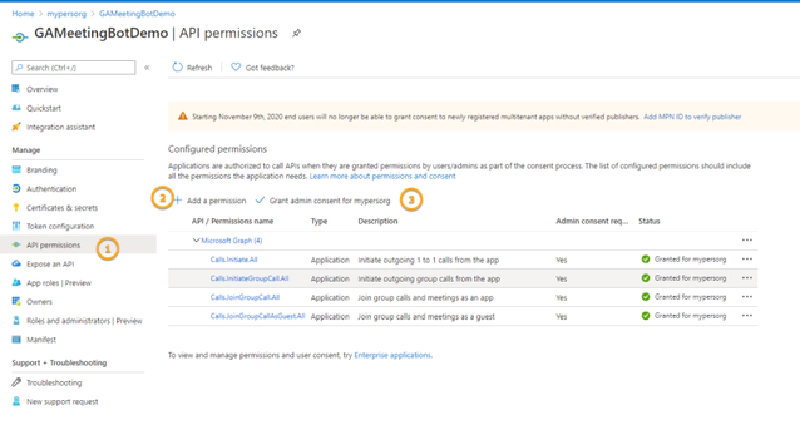 Home > mypersorg > GAMeetingBotDemo
GAMeetingBotDemo | API permissions
Search (Ctrl+/)
«
Overview
Quickstart
Integration assistant
Manage
Branding
Authentication
Certificates & secrets
Token configuration
API permissions
1
Expose an API
App roles | Preview
Owners
Roles and administrators | Preview
Manifest
Support + Troubleshooting
Troubleshooting
New support request
Refresh
Got feedback?
Starting November 9th, 2020 end users will no longer be able to grant consent to newly registered multitenant apps without verified publishers. Add MPN ID to verify publisher
Configured permissions
Applications are authorized to call APIs when they are granted permissions by users/admins as part of the consent process. The list of configured permissions should include
all the permissions the application needs. Learn more about permissions and consent
2 + Add a permission Grant admin consent for mypersorg 3
API / Permissions name Type Description Admin consent req... Status
Microsoft Graph (4) ...
Calls.Initiate.All Application Initiate outgoing 1 to 1 calls from the app Yes Granted for mypersorg ...
Calls.InitiateGroupCall.All Application Initiate outgoing group calls from the app Yes Granted for mypersorg ...
Calls.JoinGroupCall.All Application Join group calls and meetings as an app Yes Granted for mypersorg ...
Calls.JoinGroupCallAsGuest.All Application Join group calls and meetings as a guest Yes Granted for mypersorg ...
To view and manage permissions and user consent, try Enterprise applications.